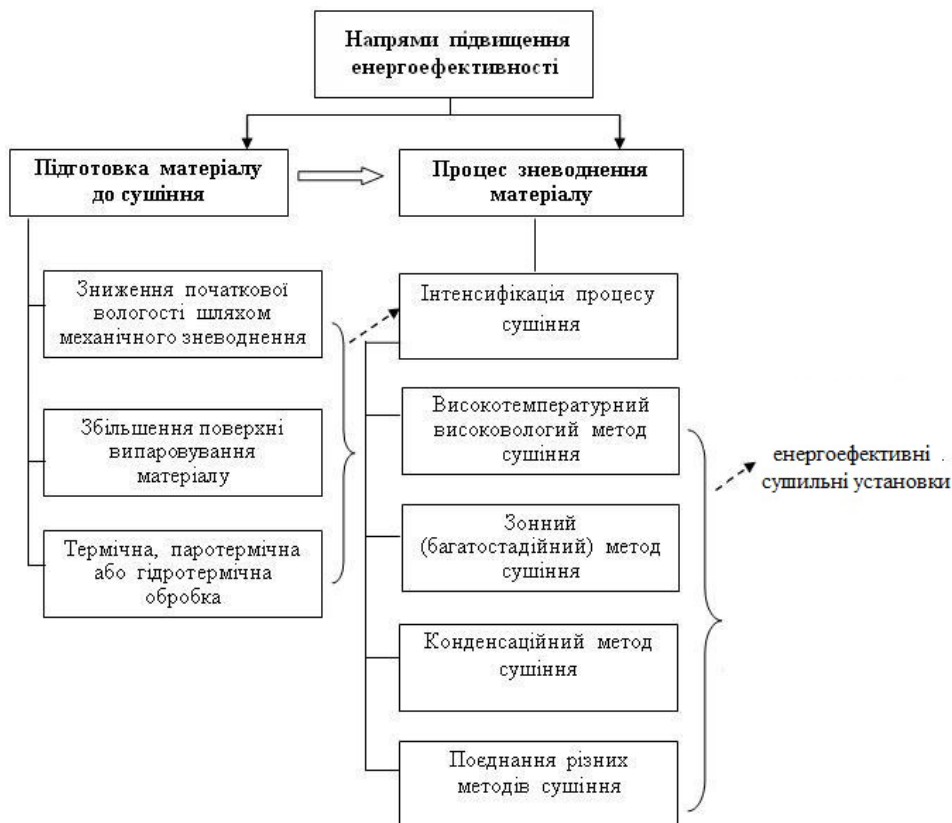 Напрями підвищення
енергоефективності
Підготовка матеріалу
до сушіння
Процес зневоднення
матеріалу
Зниження початкової
вологості шляхом
механічного зневоднення
Збільшення поверхні
випаровування
матеріалу
Термічна, паротермічна
або гідротермічна
обробка
Інтенсифікація процесу
сушіння
Високотемпературний
високовологий метод
сушіння
Зонний
(багатостадійний) метод
сушіння
Конденсаційний метод
сушіння
Поєднання різних
методів сушіння
енергоефективні .
сушильні установки